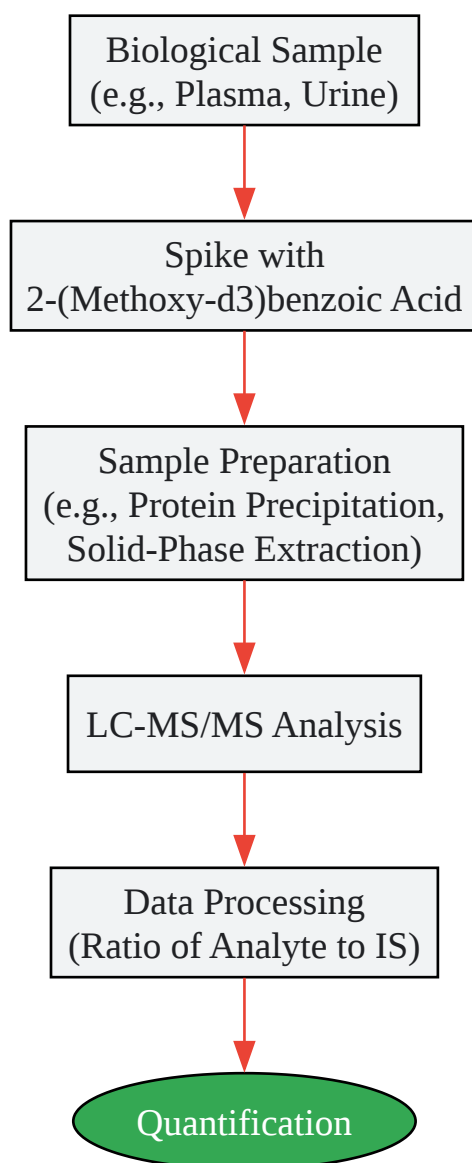 Biological Sample
(e.g., Plasma, Urine)
Spike with
2-(Methoxy-d3)benzoic Acid
Sample Preparation
(e.g., Protein Precipitation,
Solid-Phase Extraction)
LC-MS/MS Analysis
Data Processing
(Ratio of Analyte to IS)
Quantification